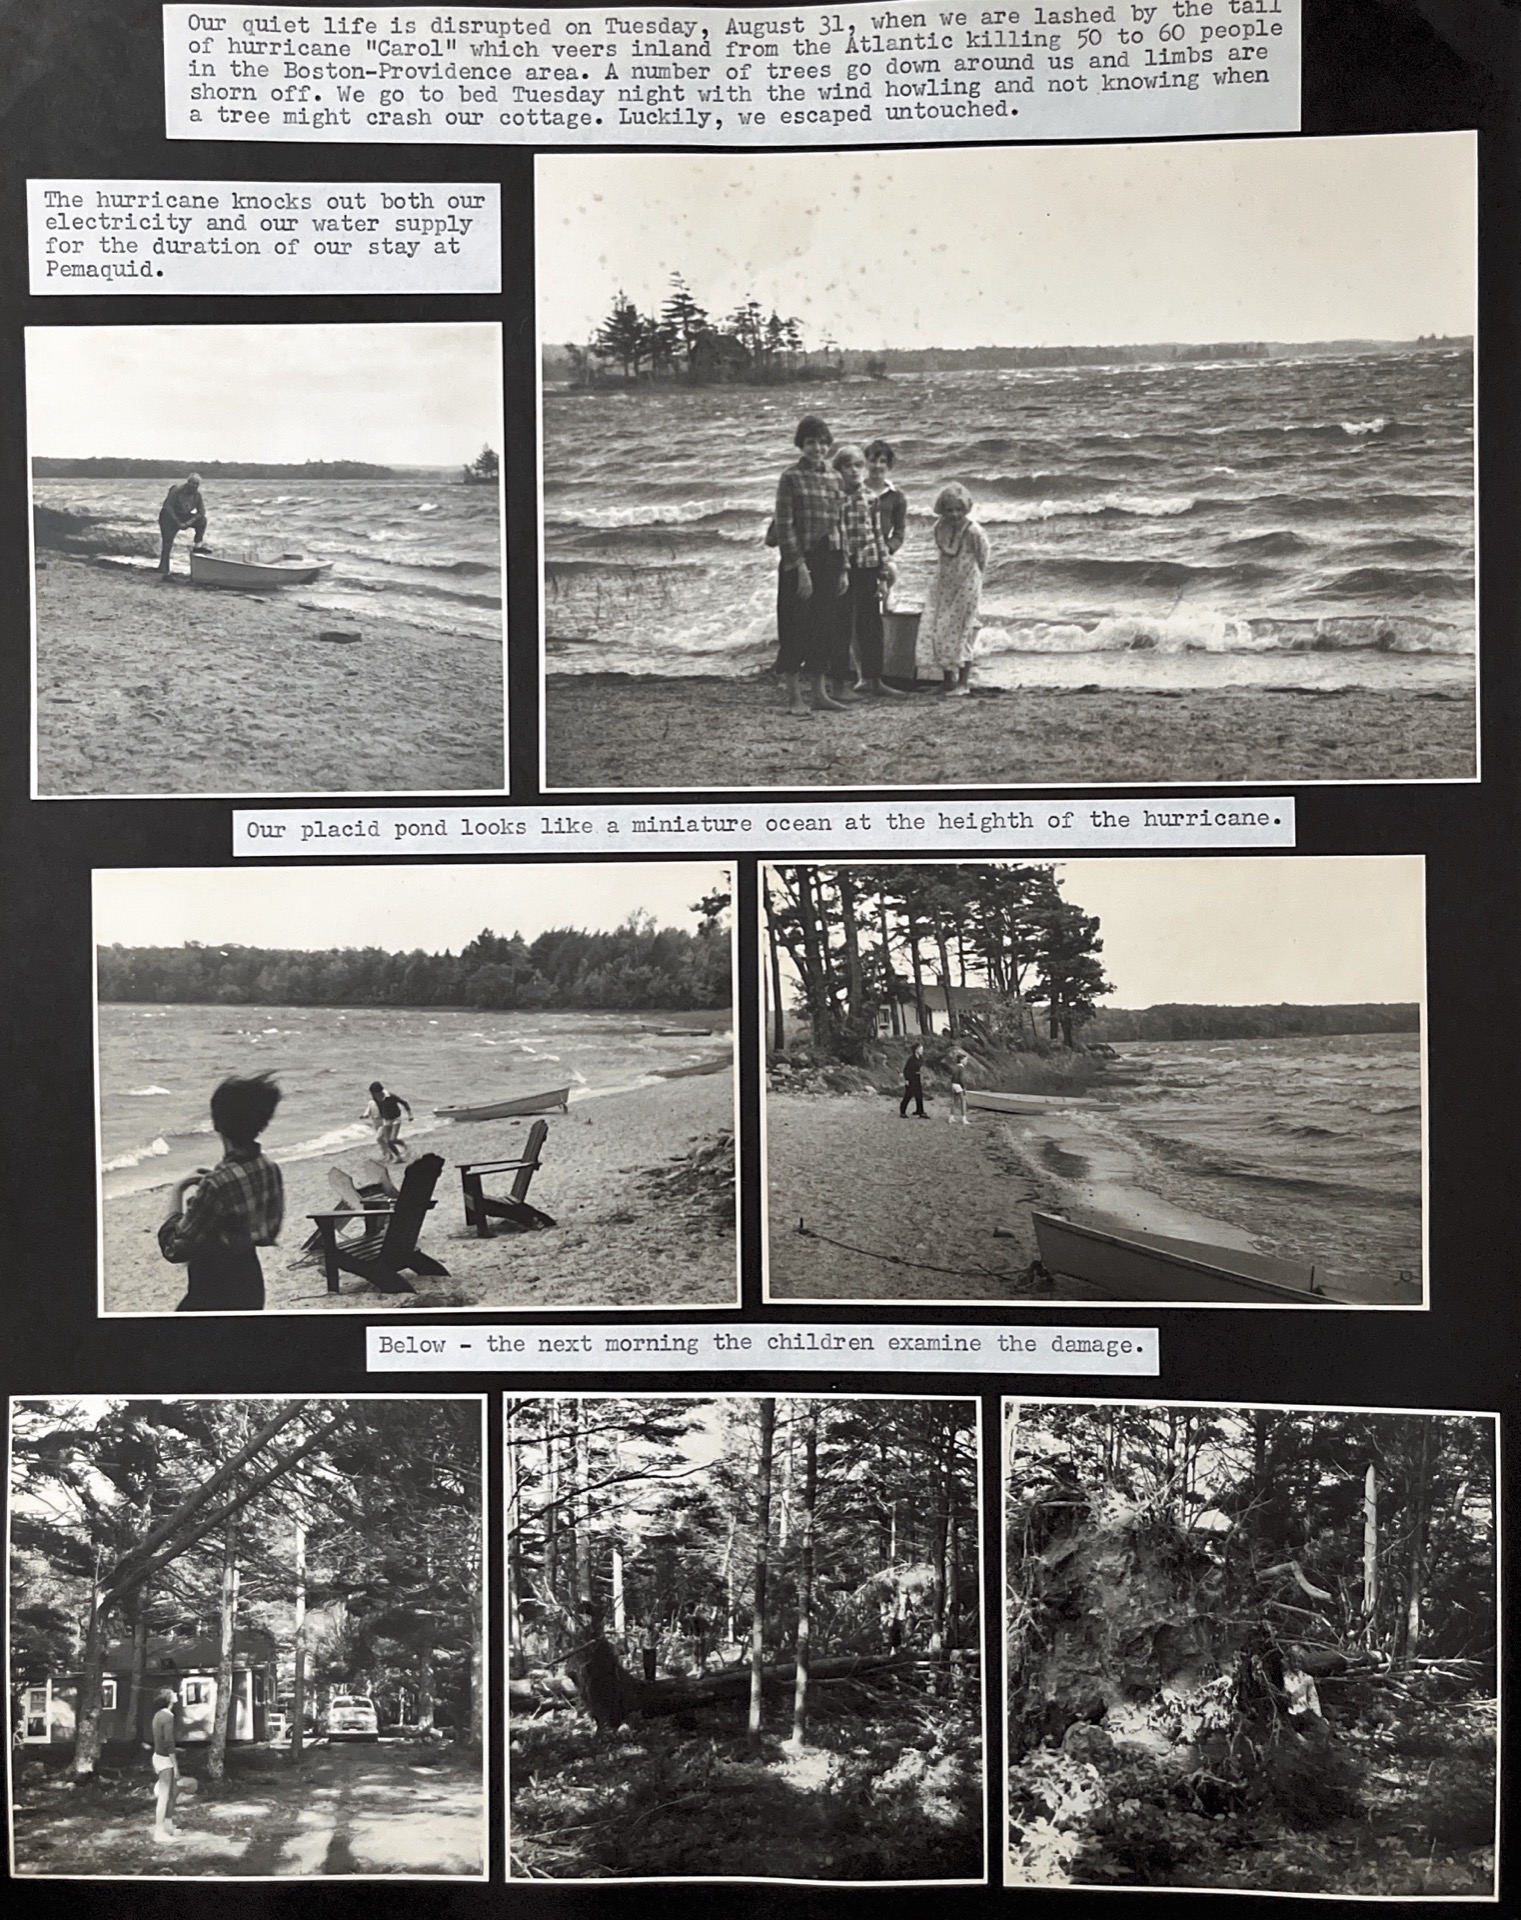 Our quiet life is disrupted on Tuesday, August 31, when we are lashed by the tail
of hurricane "Carol" which veers inland from the Atlantic killing 50 to 60 people
in the Boston-Providence area. A number of trees go down around us and limbs are
shorn off. We go to bed Tuesday night with the wind howling and not knowing when
a tree might crash our cottage. Luckily, we escaped untouched.
The hurricane knocks out both our
electricity and our water supply
for the duration of our stay at
Pemaquid.
Our placid pond looks like a miniature ocean at the heighth of the hurricane.
Below - the next morning the children examine the damage.